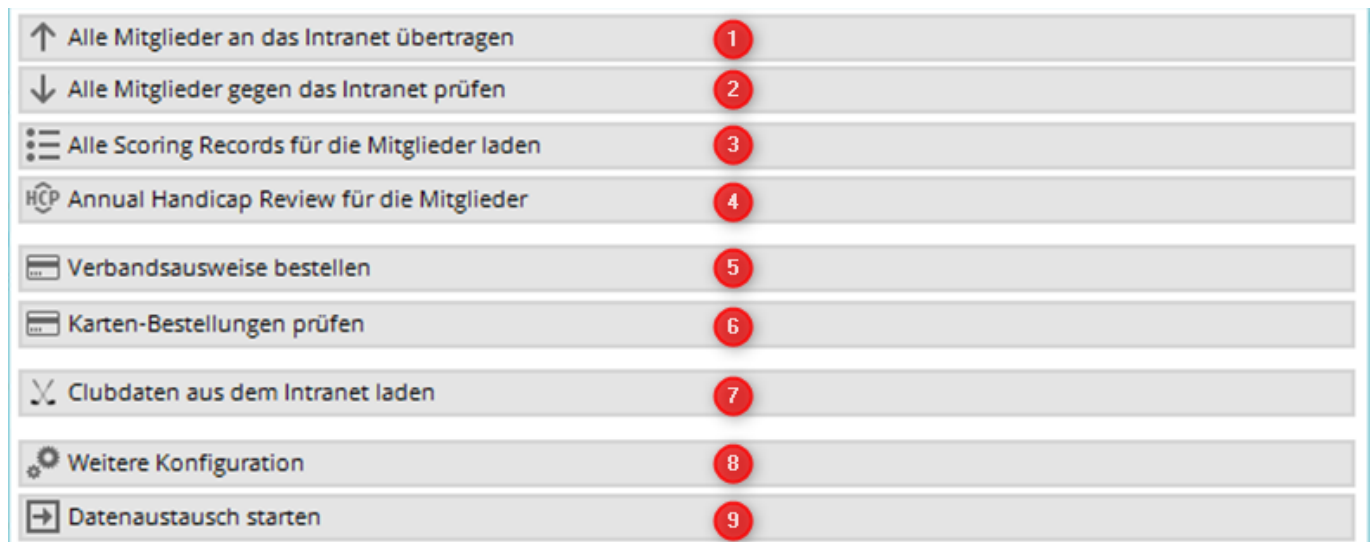 Alle Mitglieder an das Intranet übertragen 1
Alle Mitglieder gegen das Intranet prüfen 2
Alle Scoring Records für die Mitglieder laden 3
HCP Annual Handicap Review für die Mitglieder 4
Verbandsausweise bestellen 5
Karten-Bestellungen prüfen 6
Clubdaten aus dem Intranet laden 7
Weitere Konfiguration 8
Datenaustausch starten 9